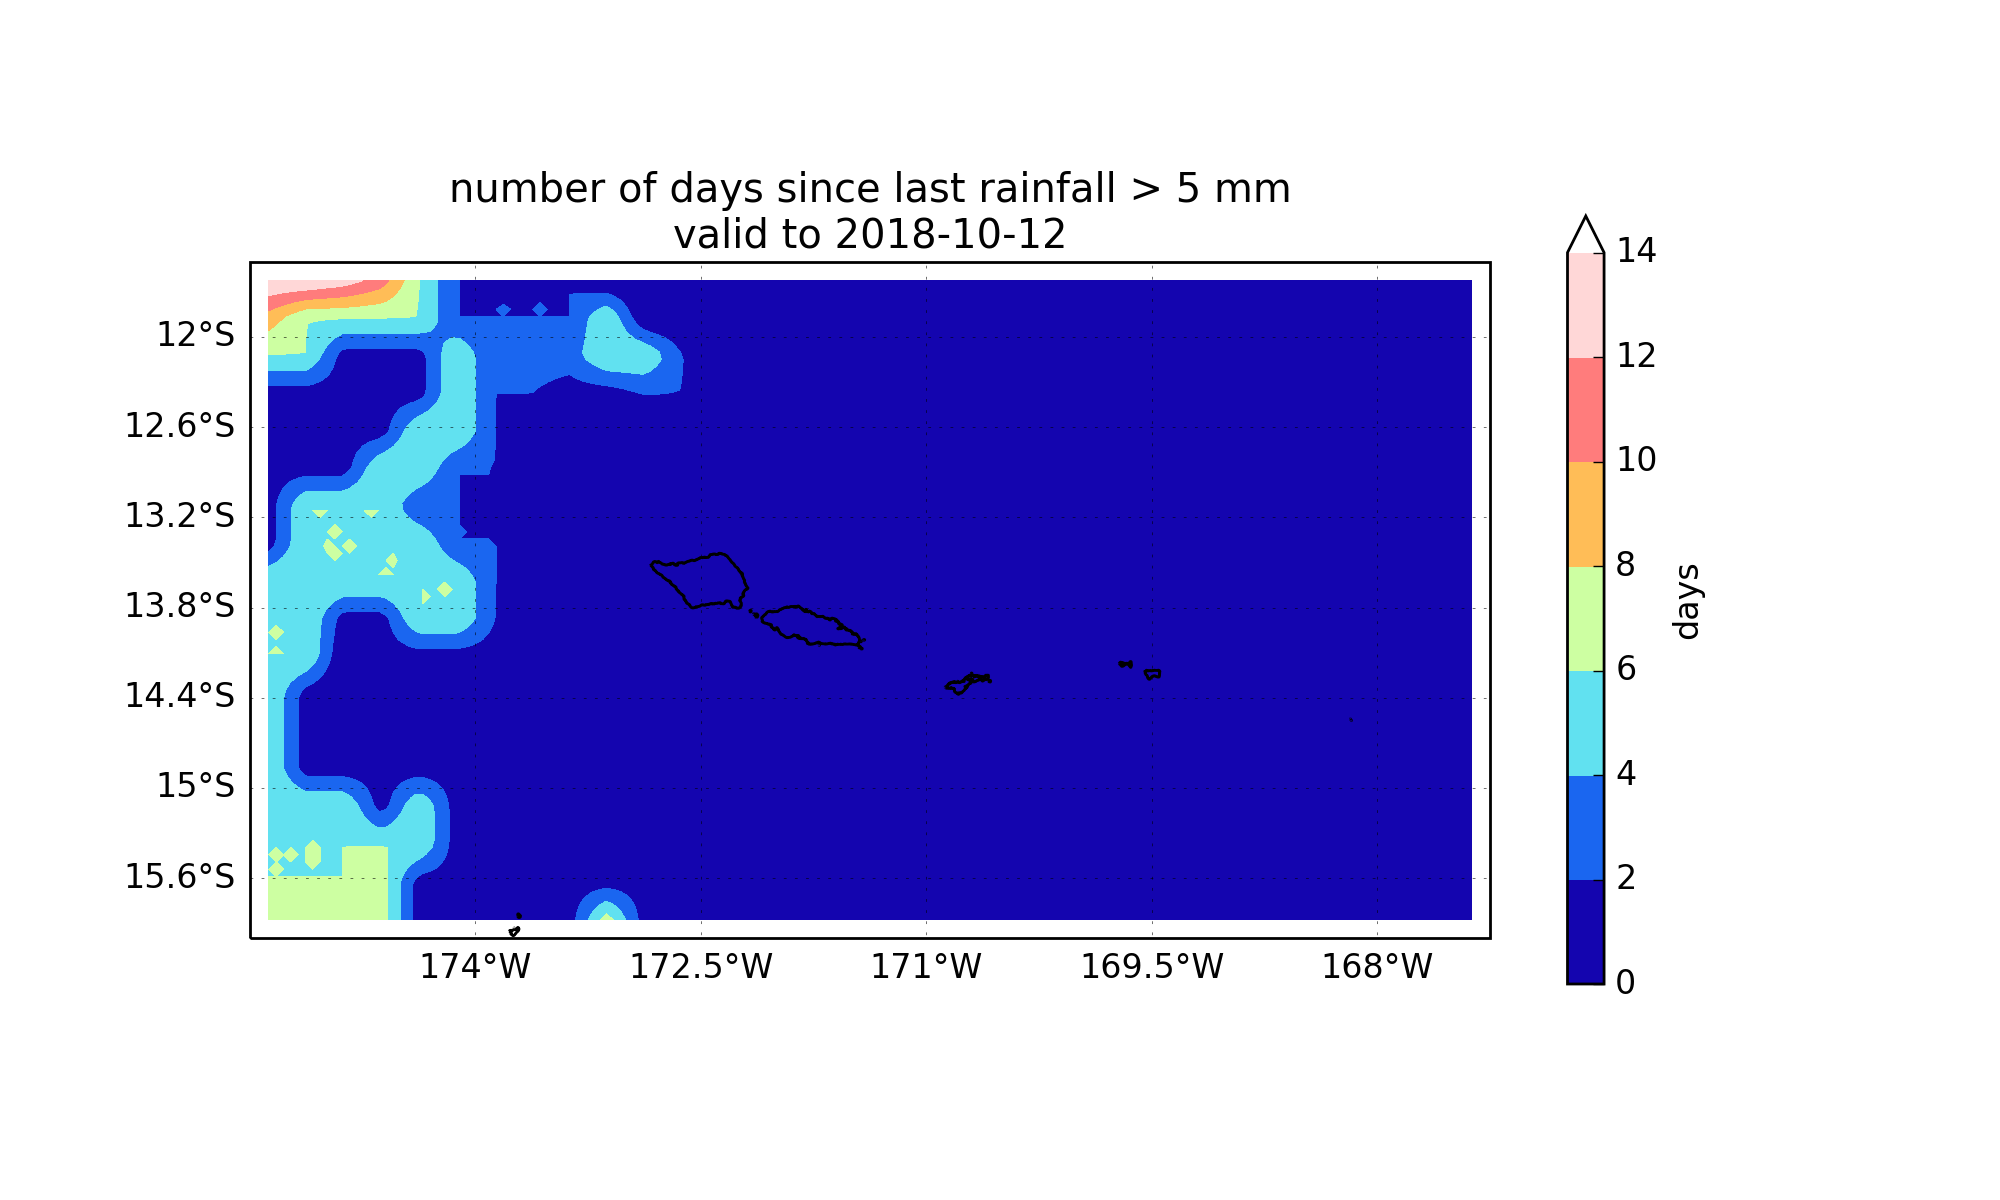 number of days since last rainfall > 5 mm
valid to 2018-10-12
12°S
12.6°S
13.2°S
13.8°S
14.4°S
15°S
15.6°S
174°W
172.5°W
171°W
169.5°W
168°W
14
12
10
8
6
4
2
0
days